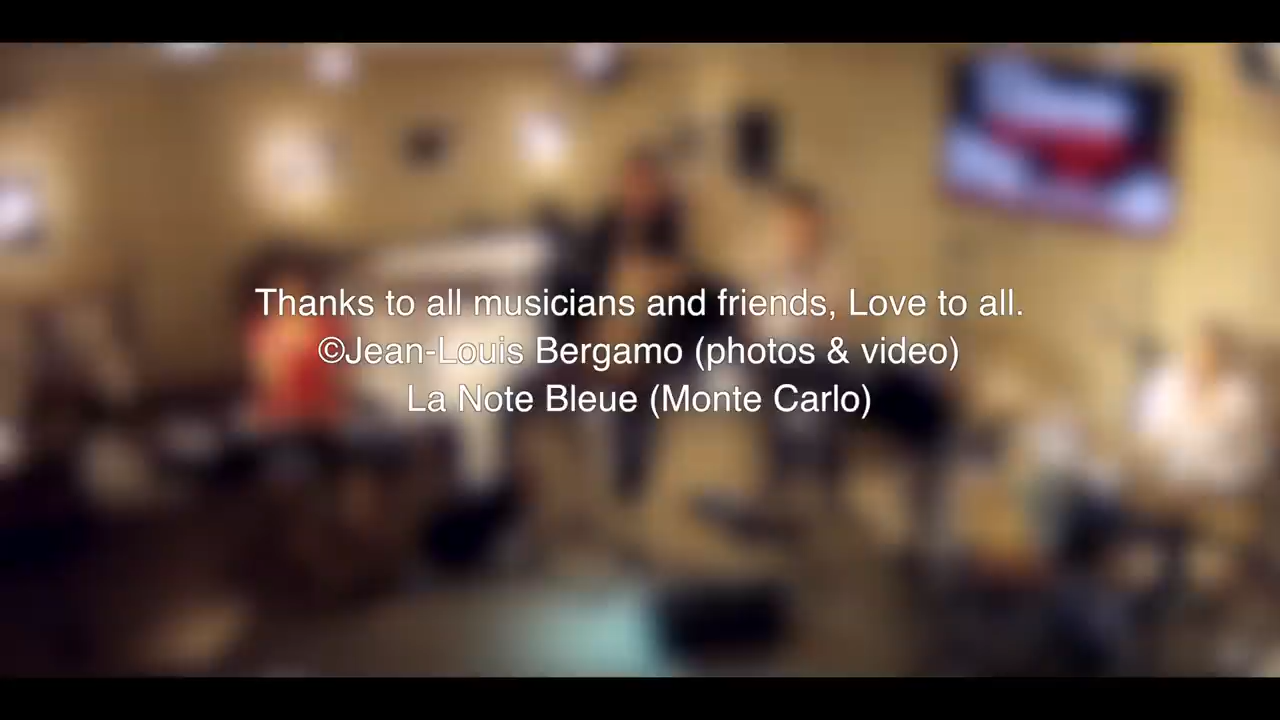 Thanks to all musicians and friends, Love to all.
©Jean-Louis Bergamo (photos & video)
La Note Bleue (Monte Carlo)